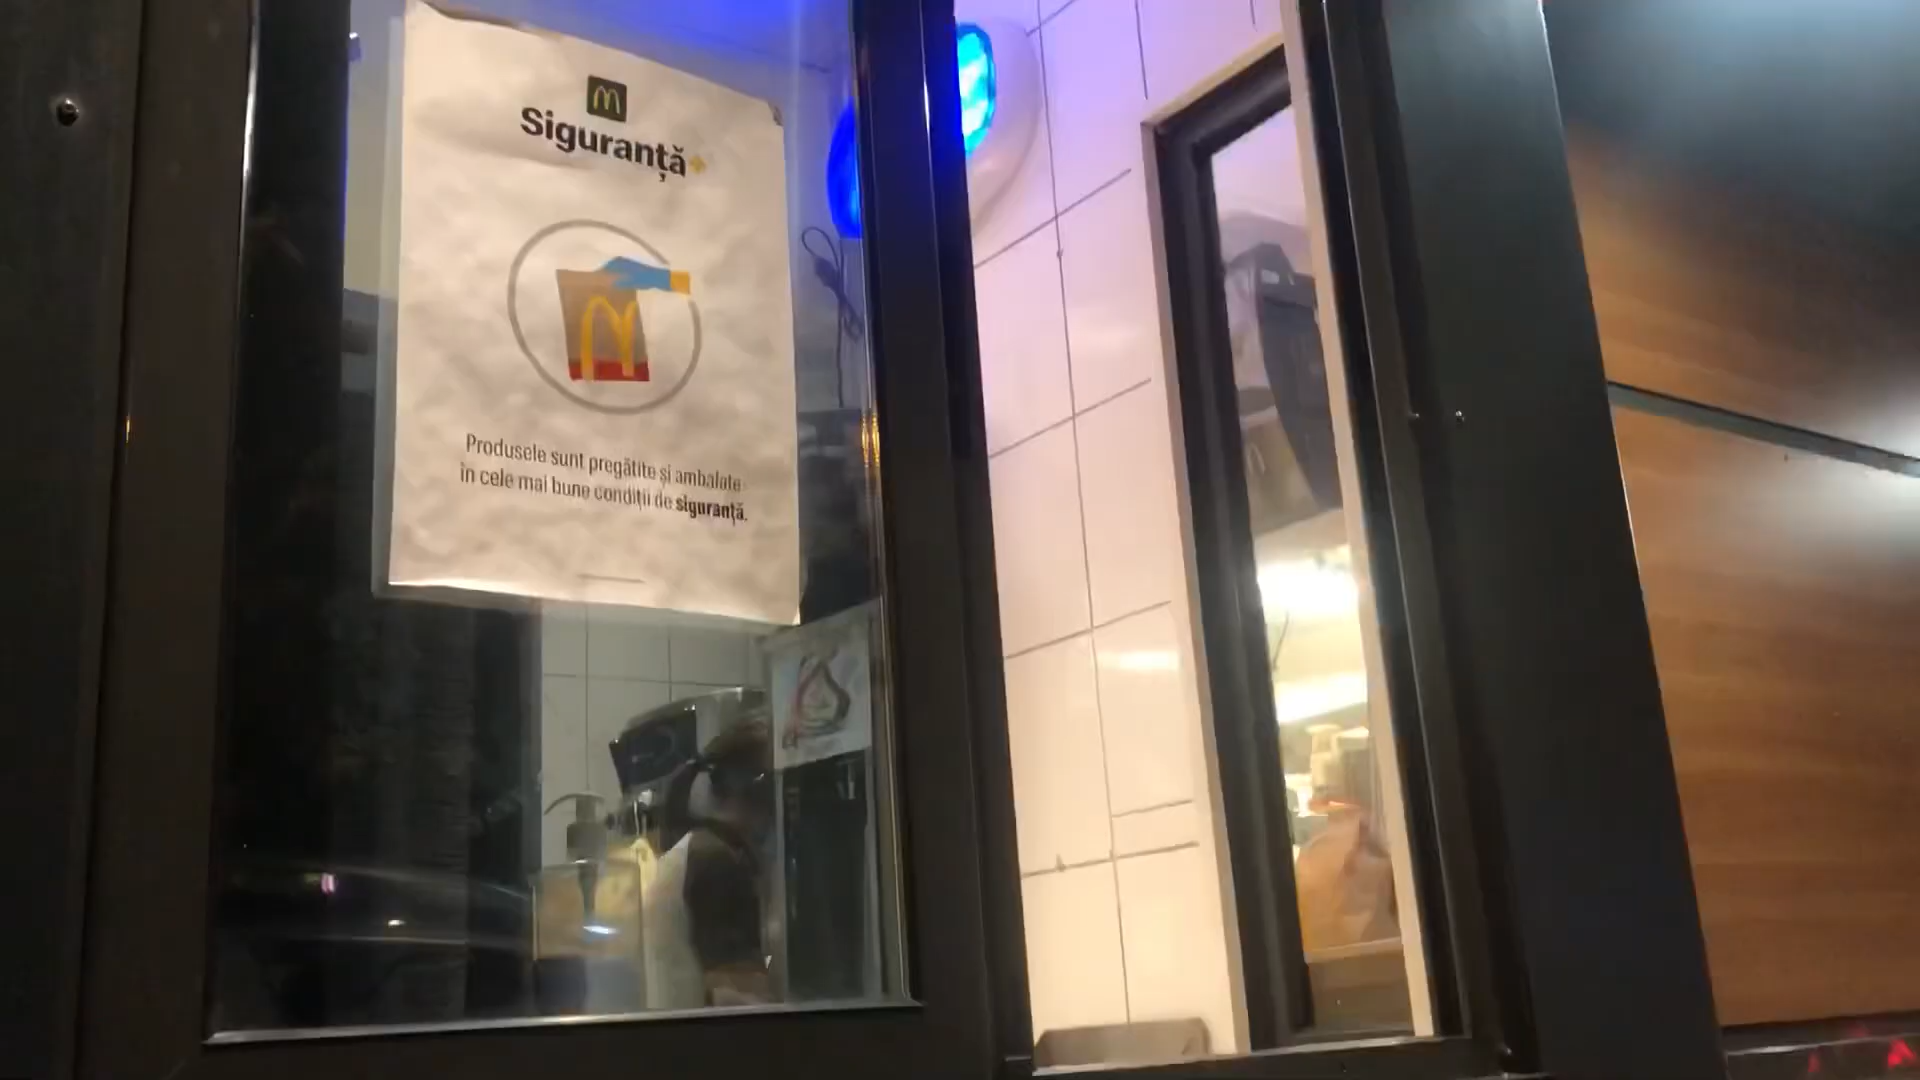 Siguranță+
Produsele sunt pregătite și ambalate
în cele mai bune condiții de siguranță.